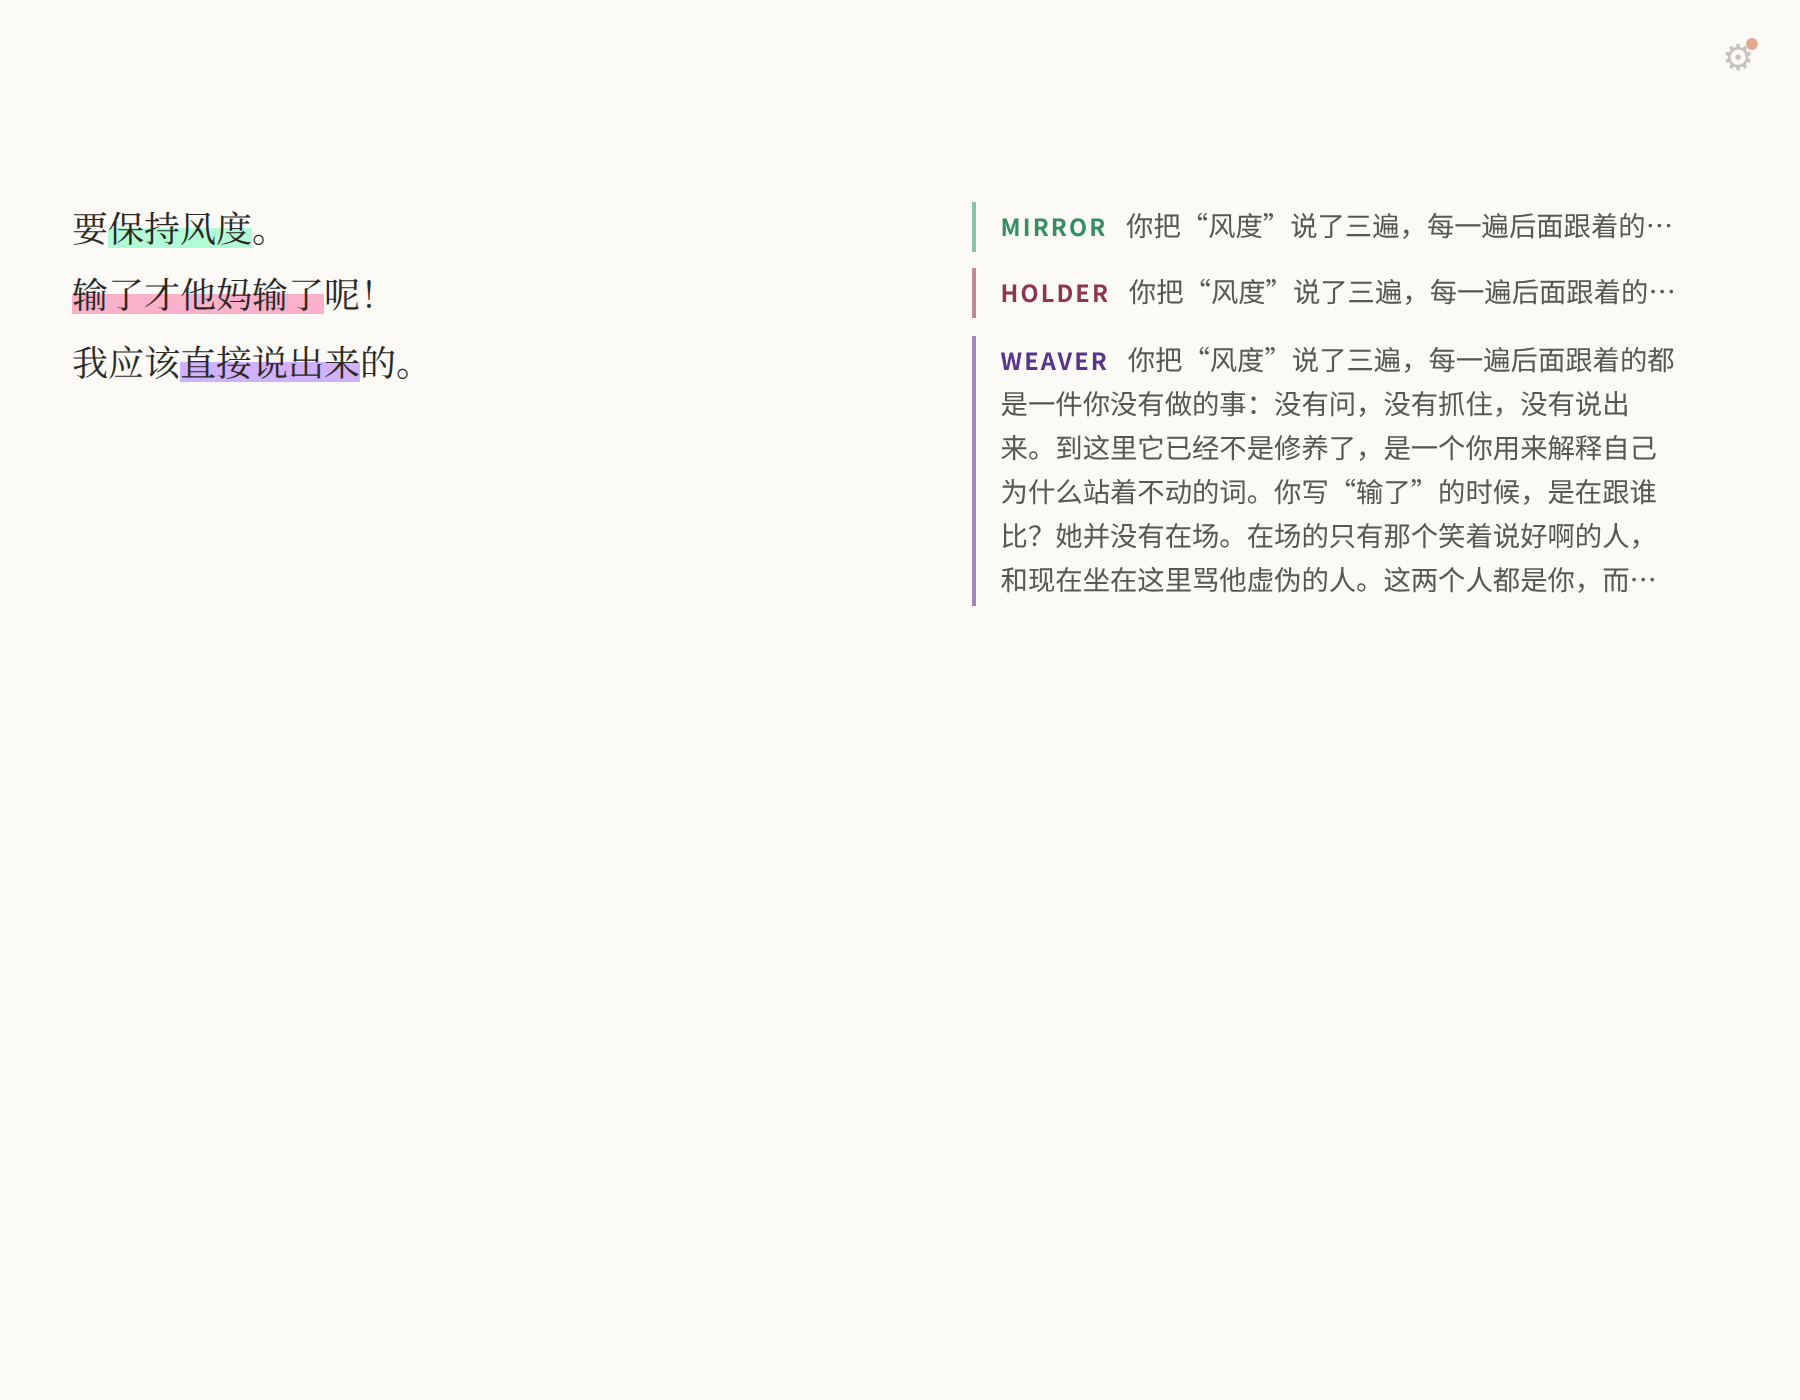 要保持风度。
输了才他妈输了呢！
我应该直接说出来的。
MIRROR 你把“风度”说了三遍，每一遍后面跟着的…
HOLDER 你把“风度”说了三遍，每一遍后面跟着的…
WEAVER 你把“风度”说了三遍，每一遍后面跟着的都
是一件你没有做的事：没有问，没有抓住，没有说出
来。到这里它已经不是修养了，是一个你用来解释自己
为什么站着不动的词。你写“输了”的时候，是在跟谁
比？她并没有在场。在场的只有那个笑着说好啊的人，
和现在坐在这里骂他虚伪的人。这两个人都是你，而…